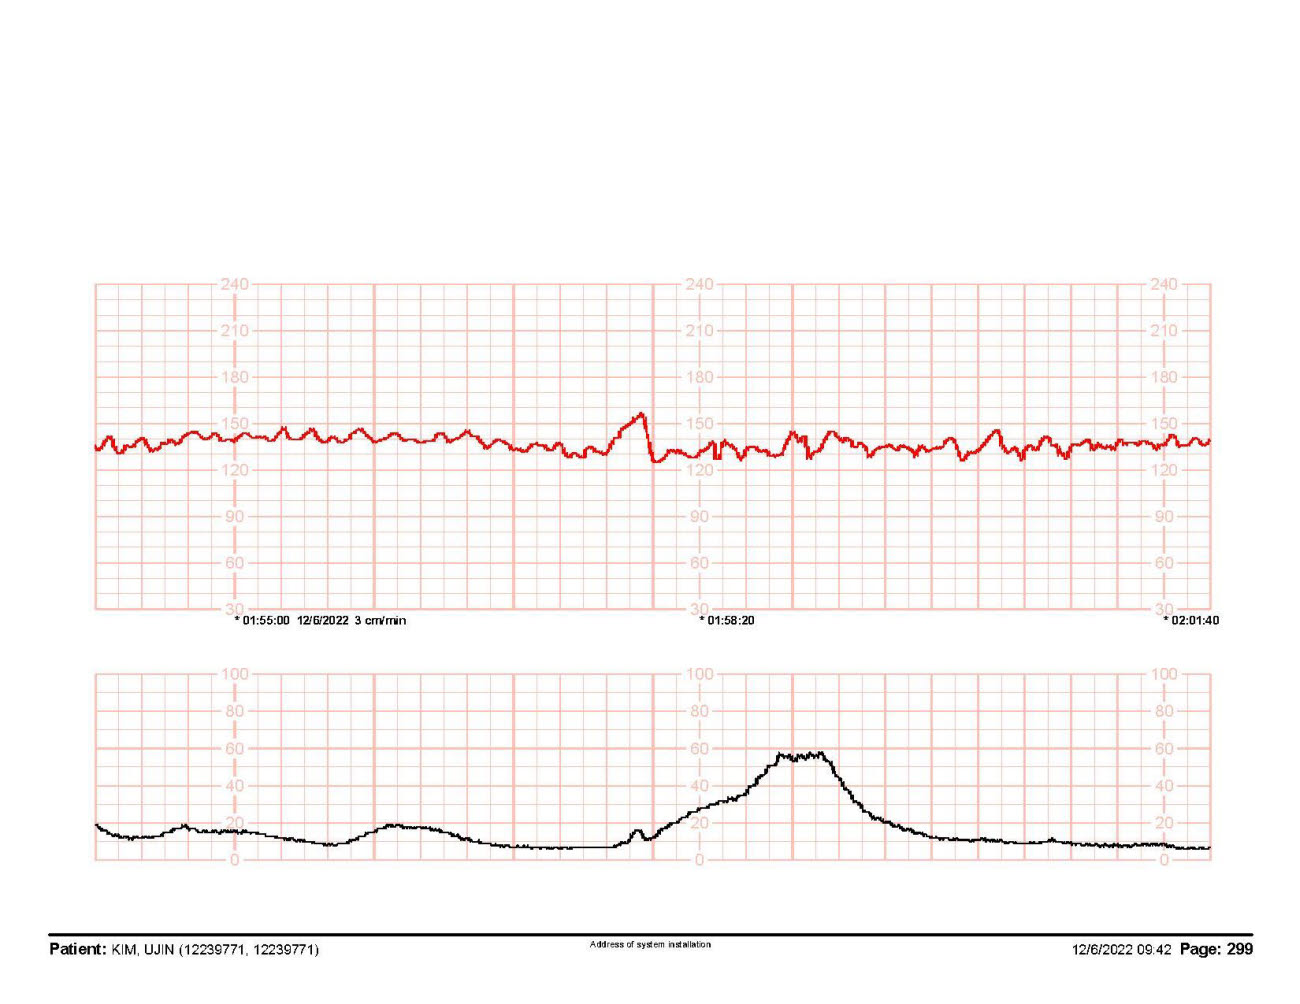 240 240 240
210 210 210
180 180 180
150 150 150
120 120 120
90 90 90
60 60 60
30 30 30
* 01:55:00 12/6/2022 3 cm/min * 01:58:20 * 02:01:40
100 100 100
80 80 80
60 60 60
40 40 40
20 20 20
0 0 0
Patient: KIM, UJIN (12239771, 12239771) Address of system installation 12/6/2022 09:42 Page: 299